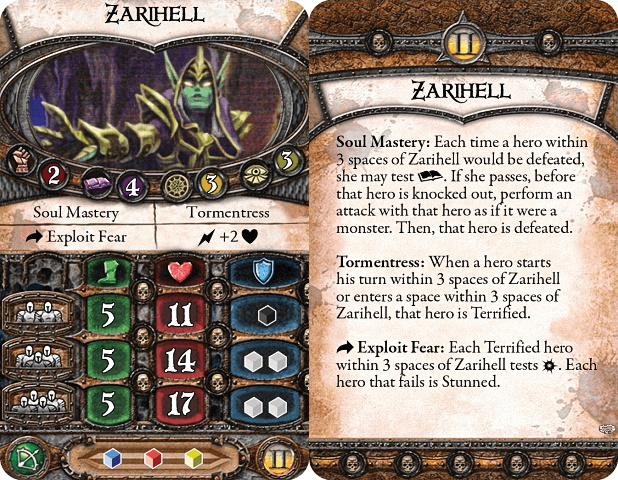 ZARIHELL
2
4
3
3
Soul Mastery
Tormentress
Exploit Fear
+2
5
11
5
14
5
17
II
II
ZARIHELL
Soul Mastery: Each time a hero within
3 spaces of Zarihell would be defeated,
she may test . If she passes, before
that hero is knocked out, perform an
attack with that hero as if it were a
monster. Then, that hero is defeated.
Tormentress: When a hero starts
his turn within 3 spaces of Zarihell
or enters a space within 3 spaces of
Zarihell, that hero is Terrified.
Exploit Fear: Each Terrified hero
within 3 spaces of Zarihell tests . Each
hero that fails is Stunned.